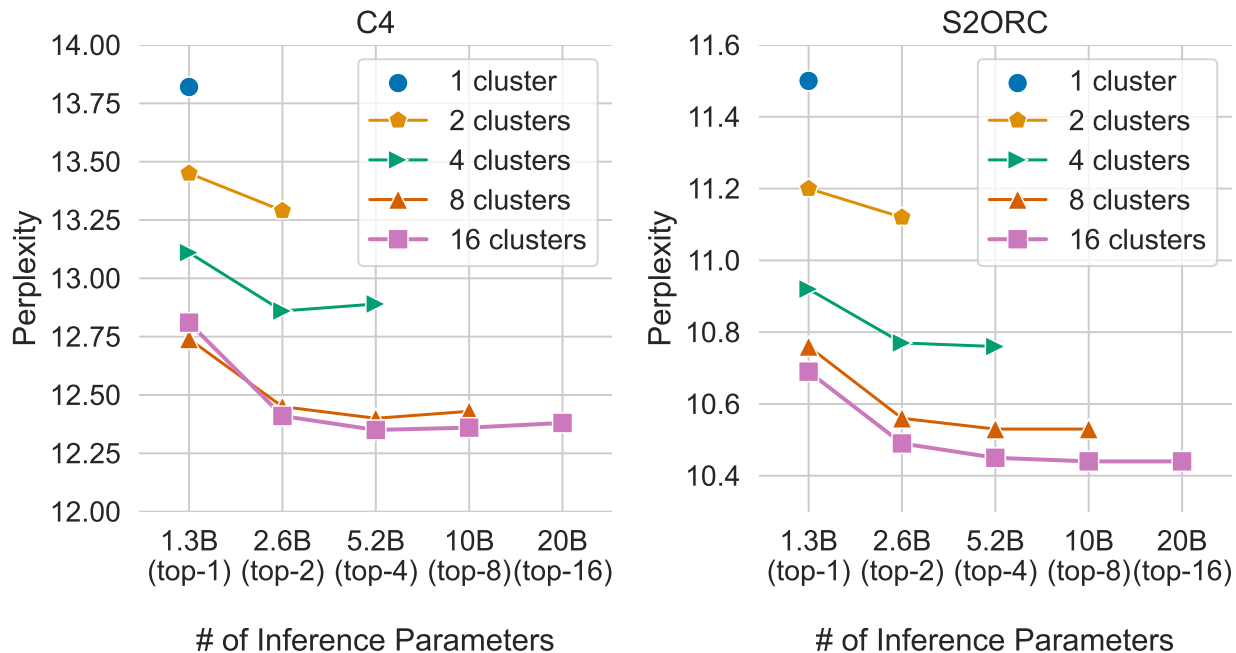 C4
Perplexity
14.00
13.75
13.50
13.25
13.00
12.75
12.50
12.25
12.00
1 cluster
2 clusters
4 clusters
8 clusters
16 clusters
1.3B 2.6B 5.2B 10B 20B
(top-1) (top-2) (top-4) (top-8) (top-16)
# of Inference Parameters
S2ORC
Perplexity
11.6
11.4
11.2
11.0
10.8
10.6
10.4
1 cluster
2 clusters
4 clusters
8 clusters
16 clusters
1.3B 2.6B 5.2B 10B 20B
(top-1) (top-2) (top-4) (top-8) (top-16)
# of Inference Parameters